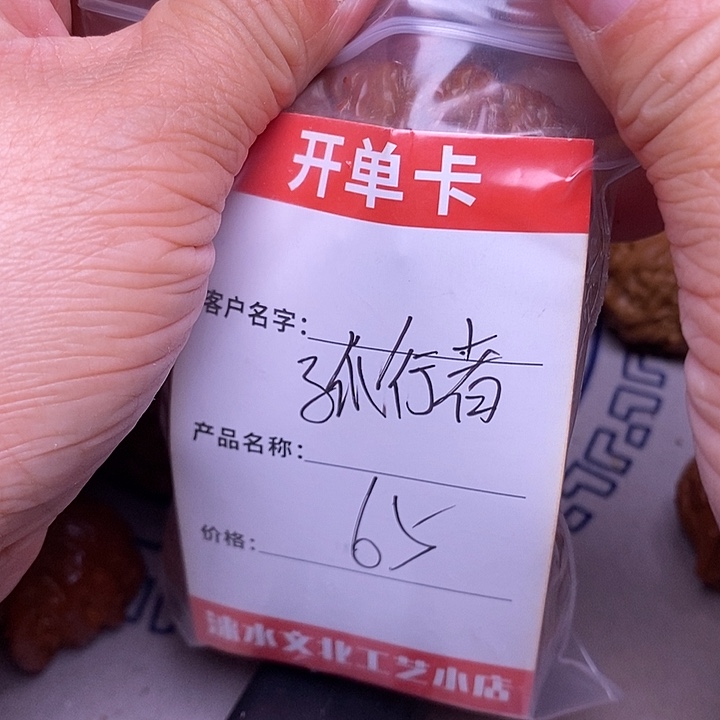 开单卡
客户名字：孤行者
产品名称：
价格：65
涞水文化工艺小店